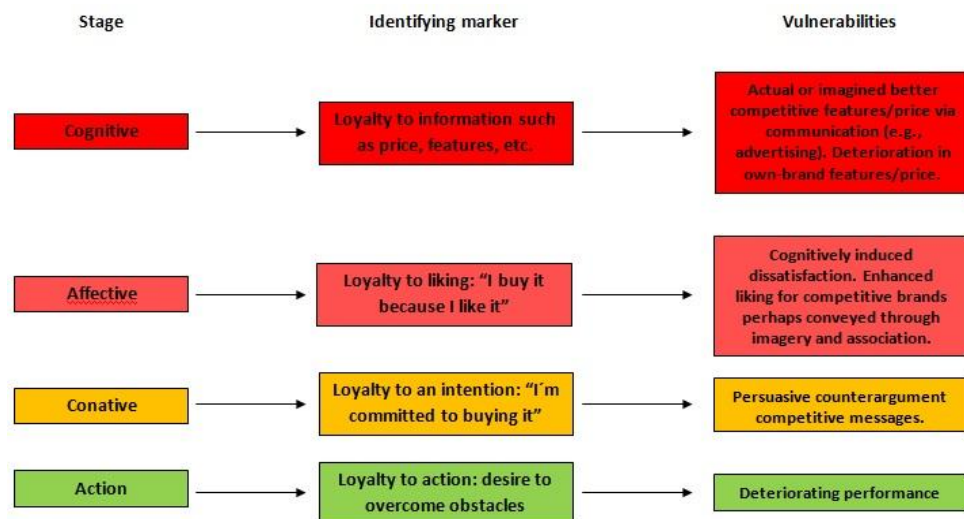 Stage
Identifying marker
Vulnerabilities
Cognitive
Loyalty to information such
as price, features, etc.
Actual or imagined better
competitive features/price via
communication (e.g.,
advertising). Deterioration in
own-brand features/price.
Affective
Loyalty to liking: “I buy it
because I like it”
Cognitively induced
dissatisfaction. Enhanced
liking for competitive brands
perhaps conveyed through
imagery and association.
Conative
Loyalty to an intention: “I´m
committed to buying it”
Persuasive counterargument
competitive messages.
Action
Loyalty to action: desire to
overcome obstacles
Deteriorating performance